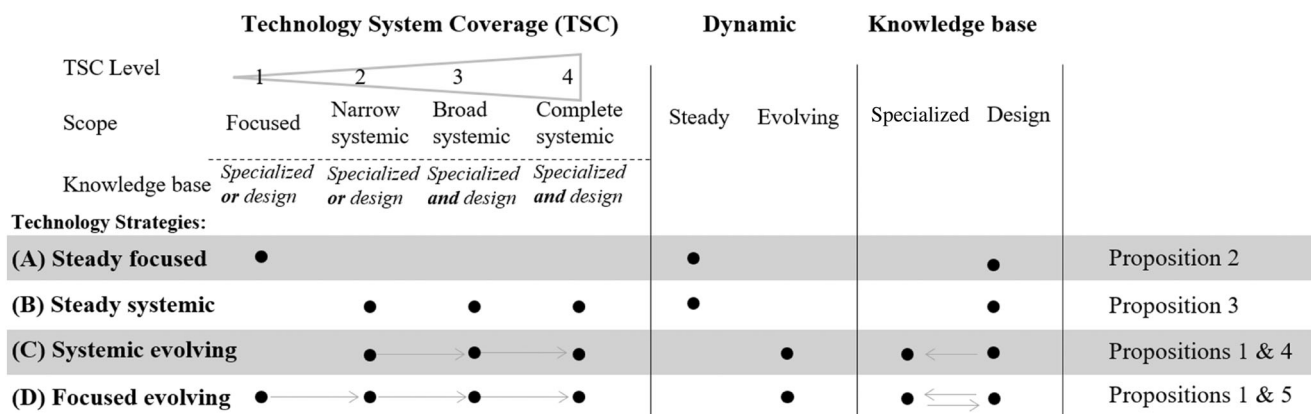 Technology System Coverage (TSC) Dynamic Knowledge base
TSC Level 1 2 3 4
Scope Focused Narrow systemic Broad systemic Complete systemic Steady Evolving Specialized Design
Knowledge base Specialized or design Specialized or design Specialized and design Specialized and design
Technology Strategies:
(A) Steady focused Proposition 2
(B) Steady systemic Proposition 3
(C) Systemic evolving Propositions 1 & 4
(D) Focused evolving Propositions 1 & 5